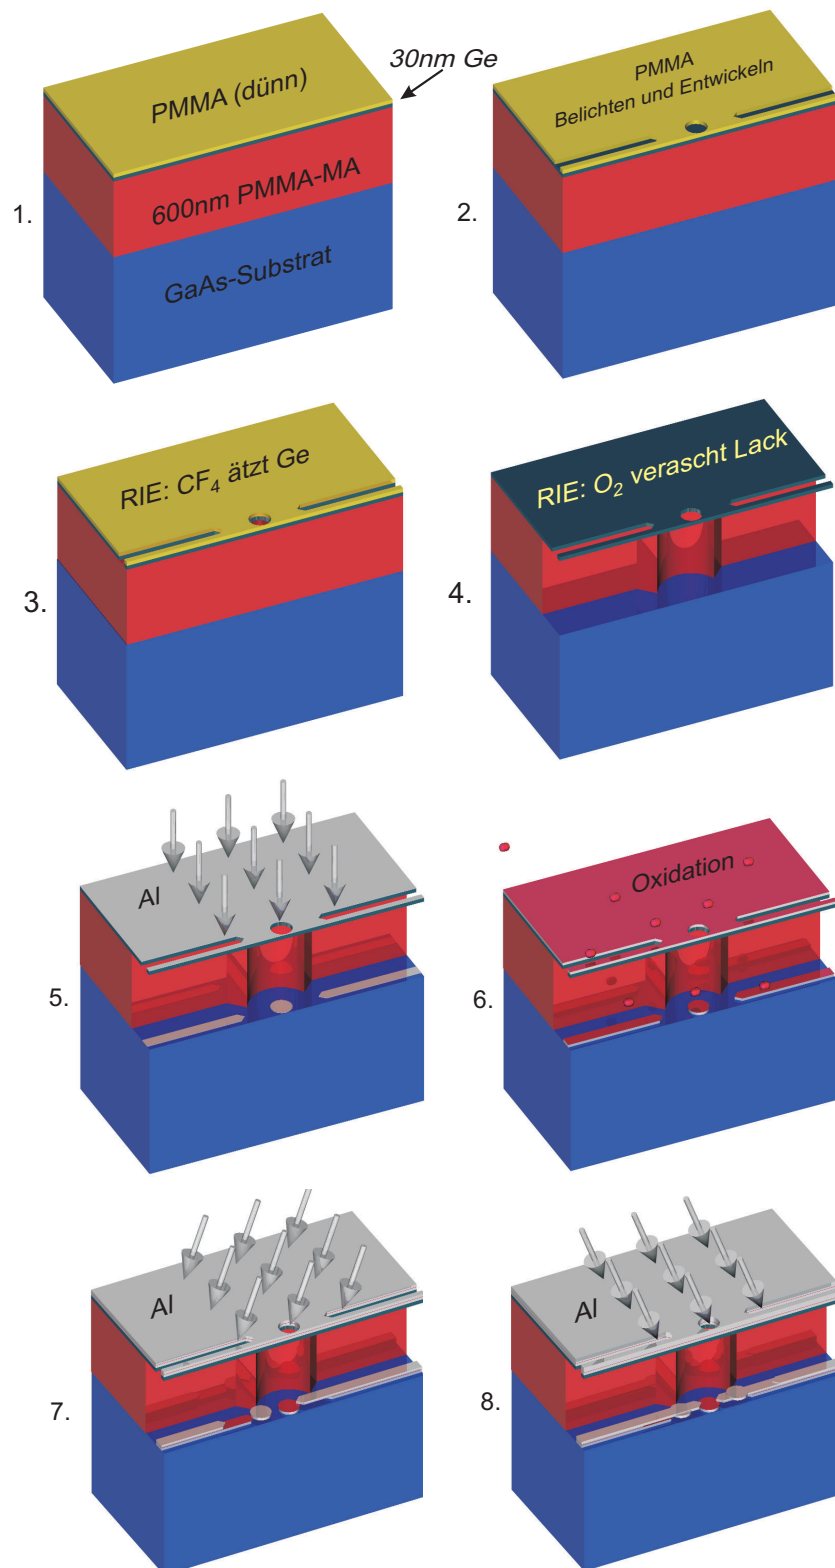 PMMA (dünn)
30nm Ge
600nm PMMA-MA
GaAs-Substrat
1.
PMMA
Belichten und Entwickeln
2.
RIE: CF₄ ätzt Ge
3.
RIE: O₂ verascht Lack
4.
Al
5.
Oxidation
6.
Al
7.
Al
8.